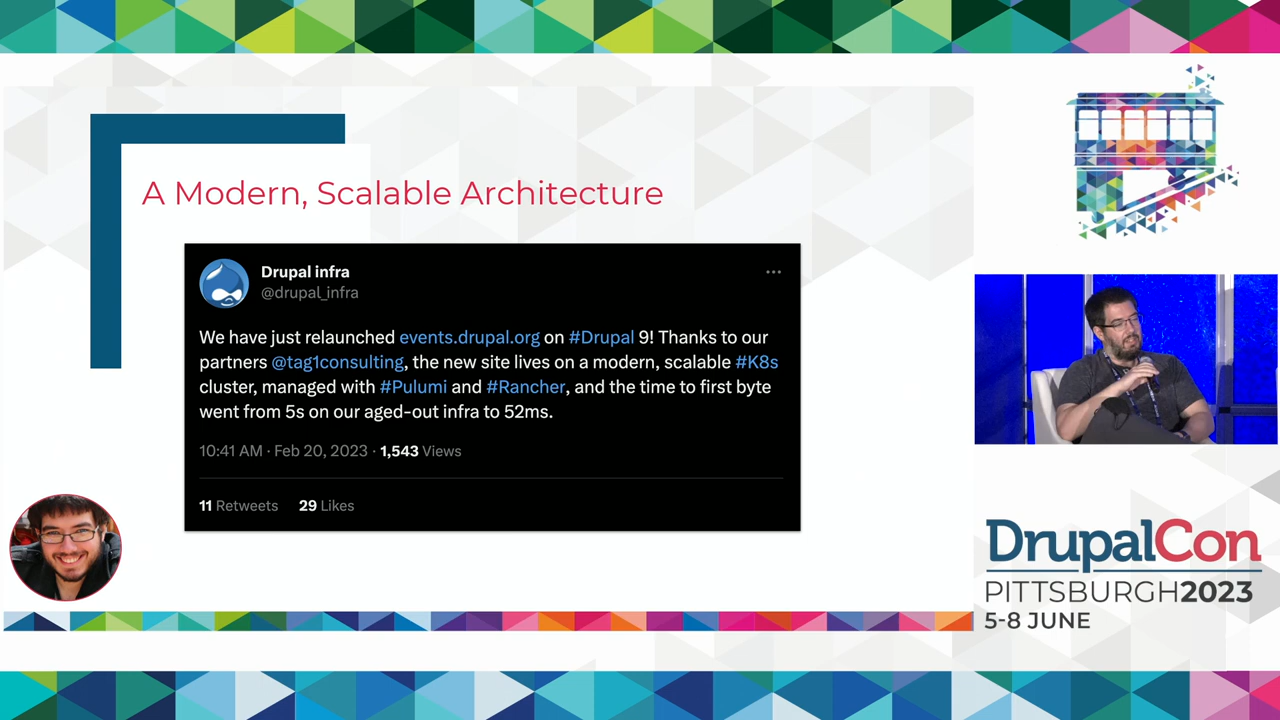 A Modern, Scalable Architecture
Drupal infra
@drupal_infra
We have just relaunched events.drupal.org on #Drupal 9! Thanks to our
partners @tag1consulting, the new site lives on a modern, scalable #K8s
cluster, managed with #Pulumi and #Rancher, and the time to first byte
went from 5s on our aged-out infra to 52ms.
10:41 AM · Feb 20, 2023 · 1,543 Views
11 Retweets 29 Likes
DrupalCon
PITTSBURGH2023
5-8 JUNE